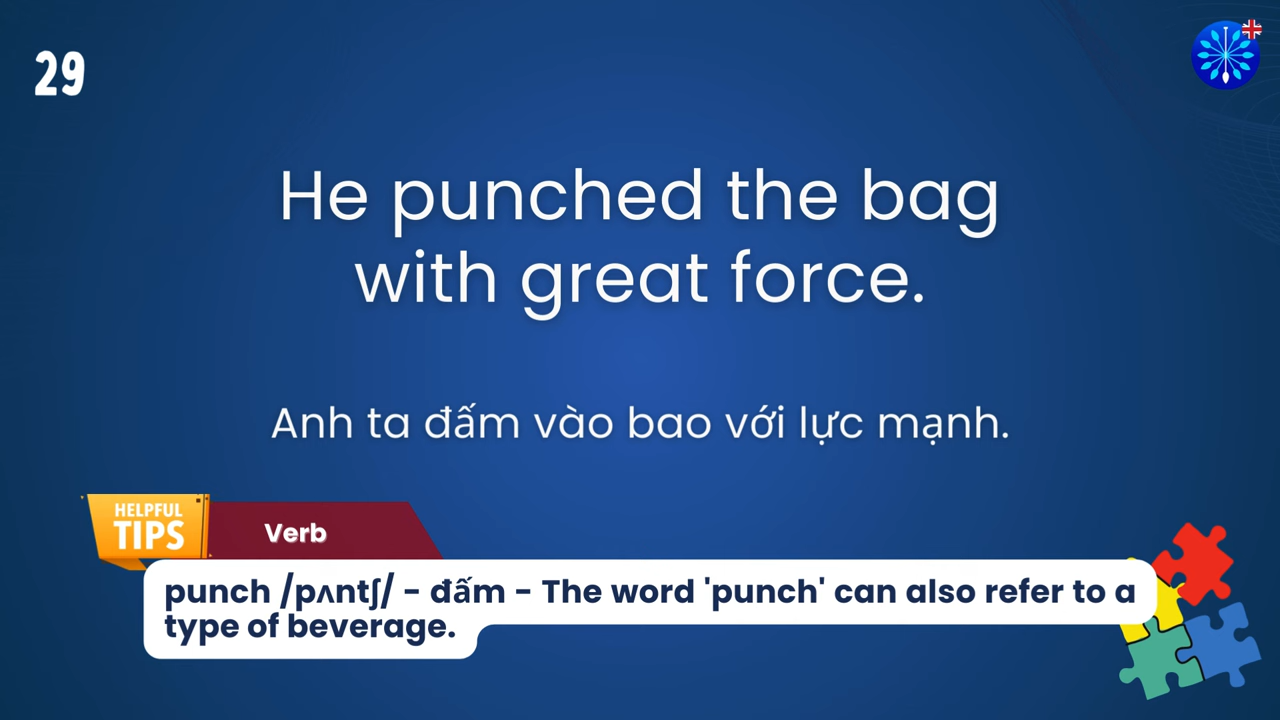 29
He punched the bag
with great force.
Anh ta đấm vào bao với lực mạnh.
HELPFUL
TIPS
Verb
punch /pʌntʃ/ - đấm - The word 'punch' can also refer to a
type of beverage.